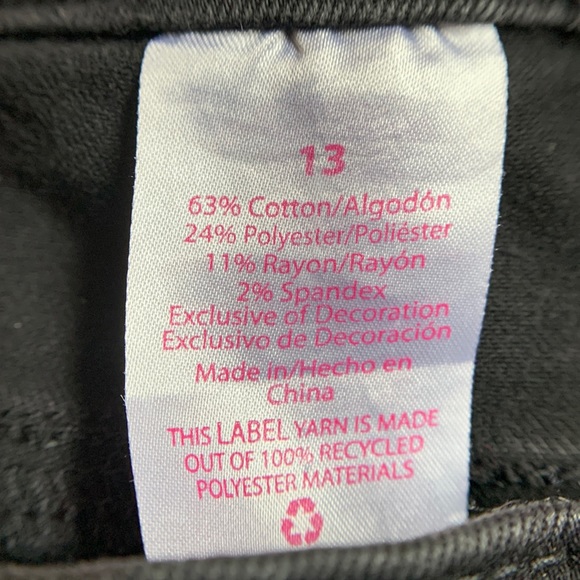 13
63% Cotton/Algodón
24% Polyester/Poliéster
11% Rayon/Rayón
2% Spandex
Exclusive of Decoration
Exclusivo de Decoración
Made in/Hecho en
China
THIS LABEL YARN IS MADE
OUT OF 100% RECYCLED
POLYESTER MATERIALS